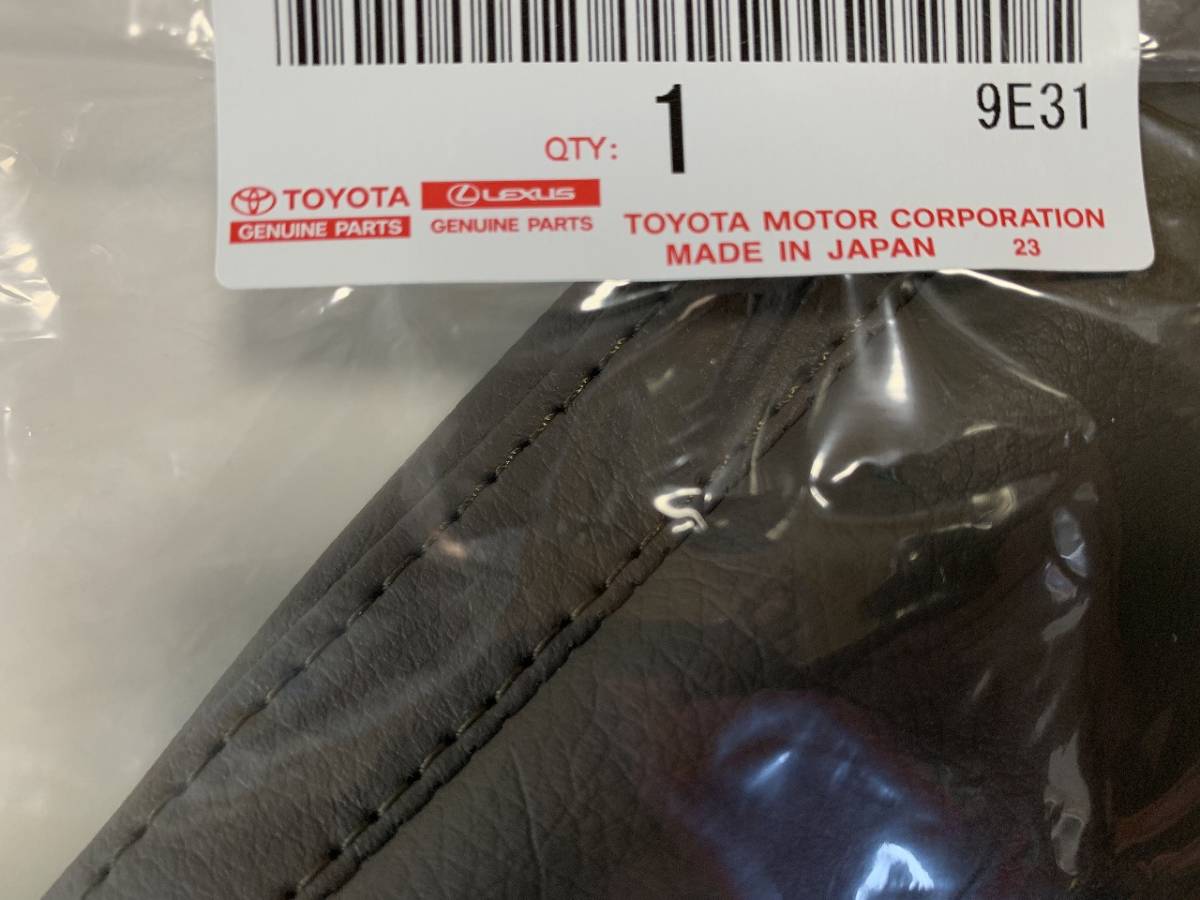 1
9E31
QTY:
TOYOTA
LEXUS
GENUINE PARTS
GENUINE PARTS
TOYOTA MOTOR CORPORATION
MADE IN JAPAN
23